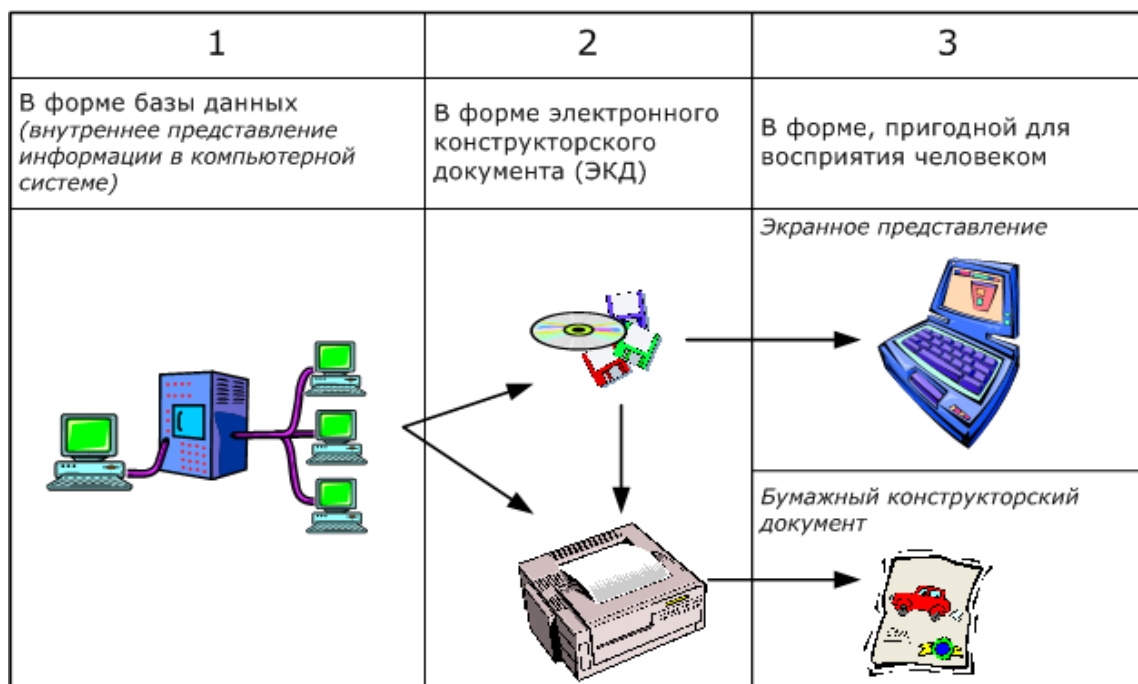 1
2
3
В форме базы данных
(внутреннее представление
информации в компьютерной
системе)
В форме электронного
конструкторского
документа (ЭКД)
В форме, пригодной для
восприятия человеком
Экранное представление
Бумажный конструкторский
документ